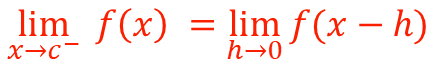 lim x→c⁻ f(x) = lim h→0 f(x − h)